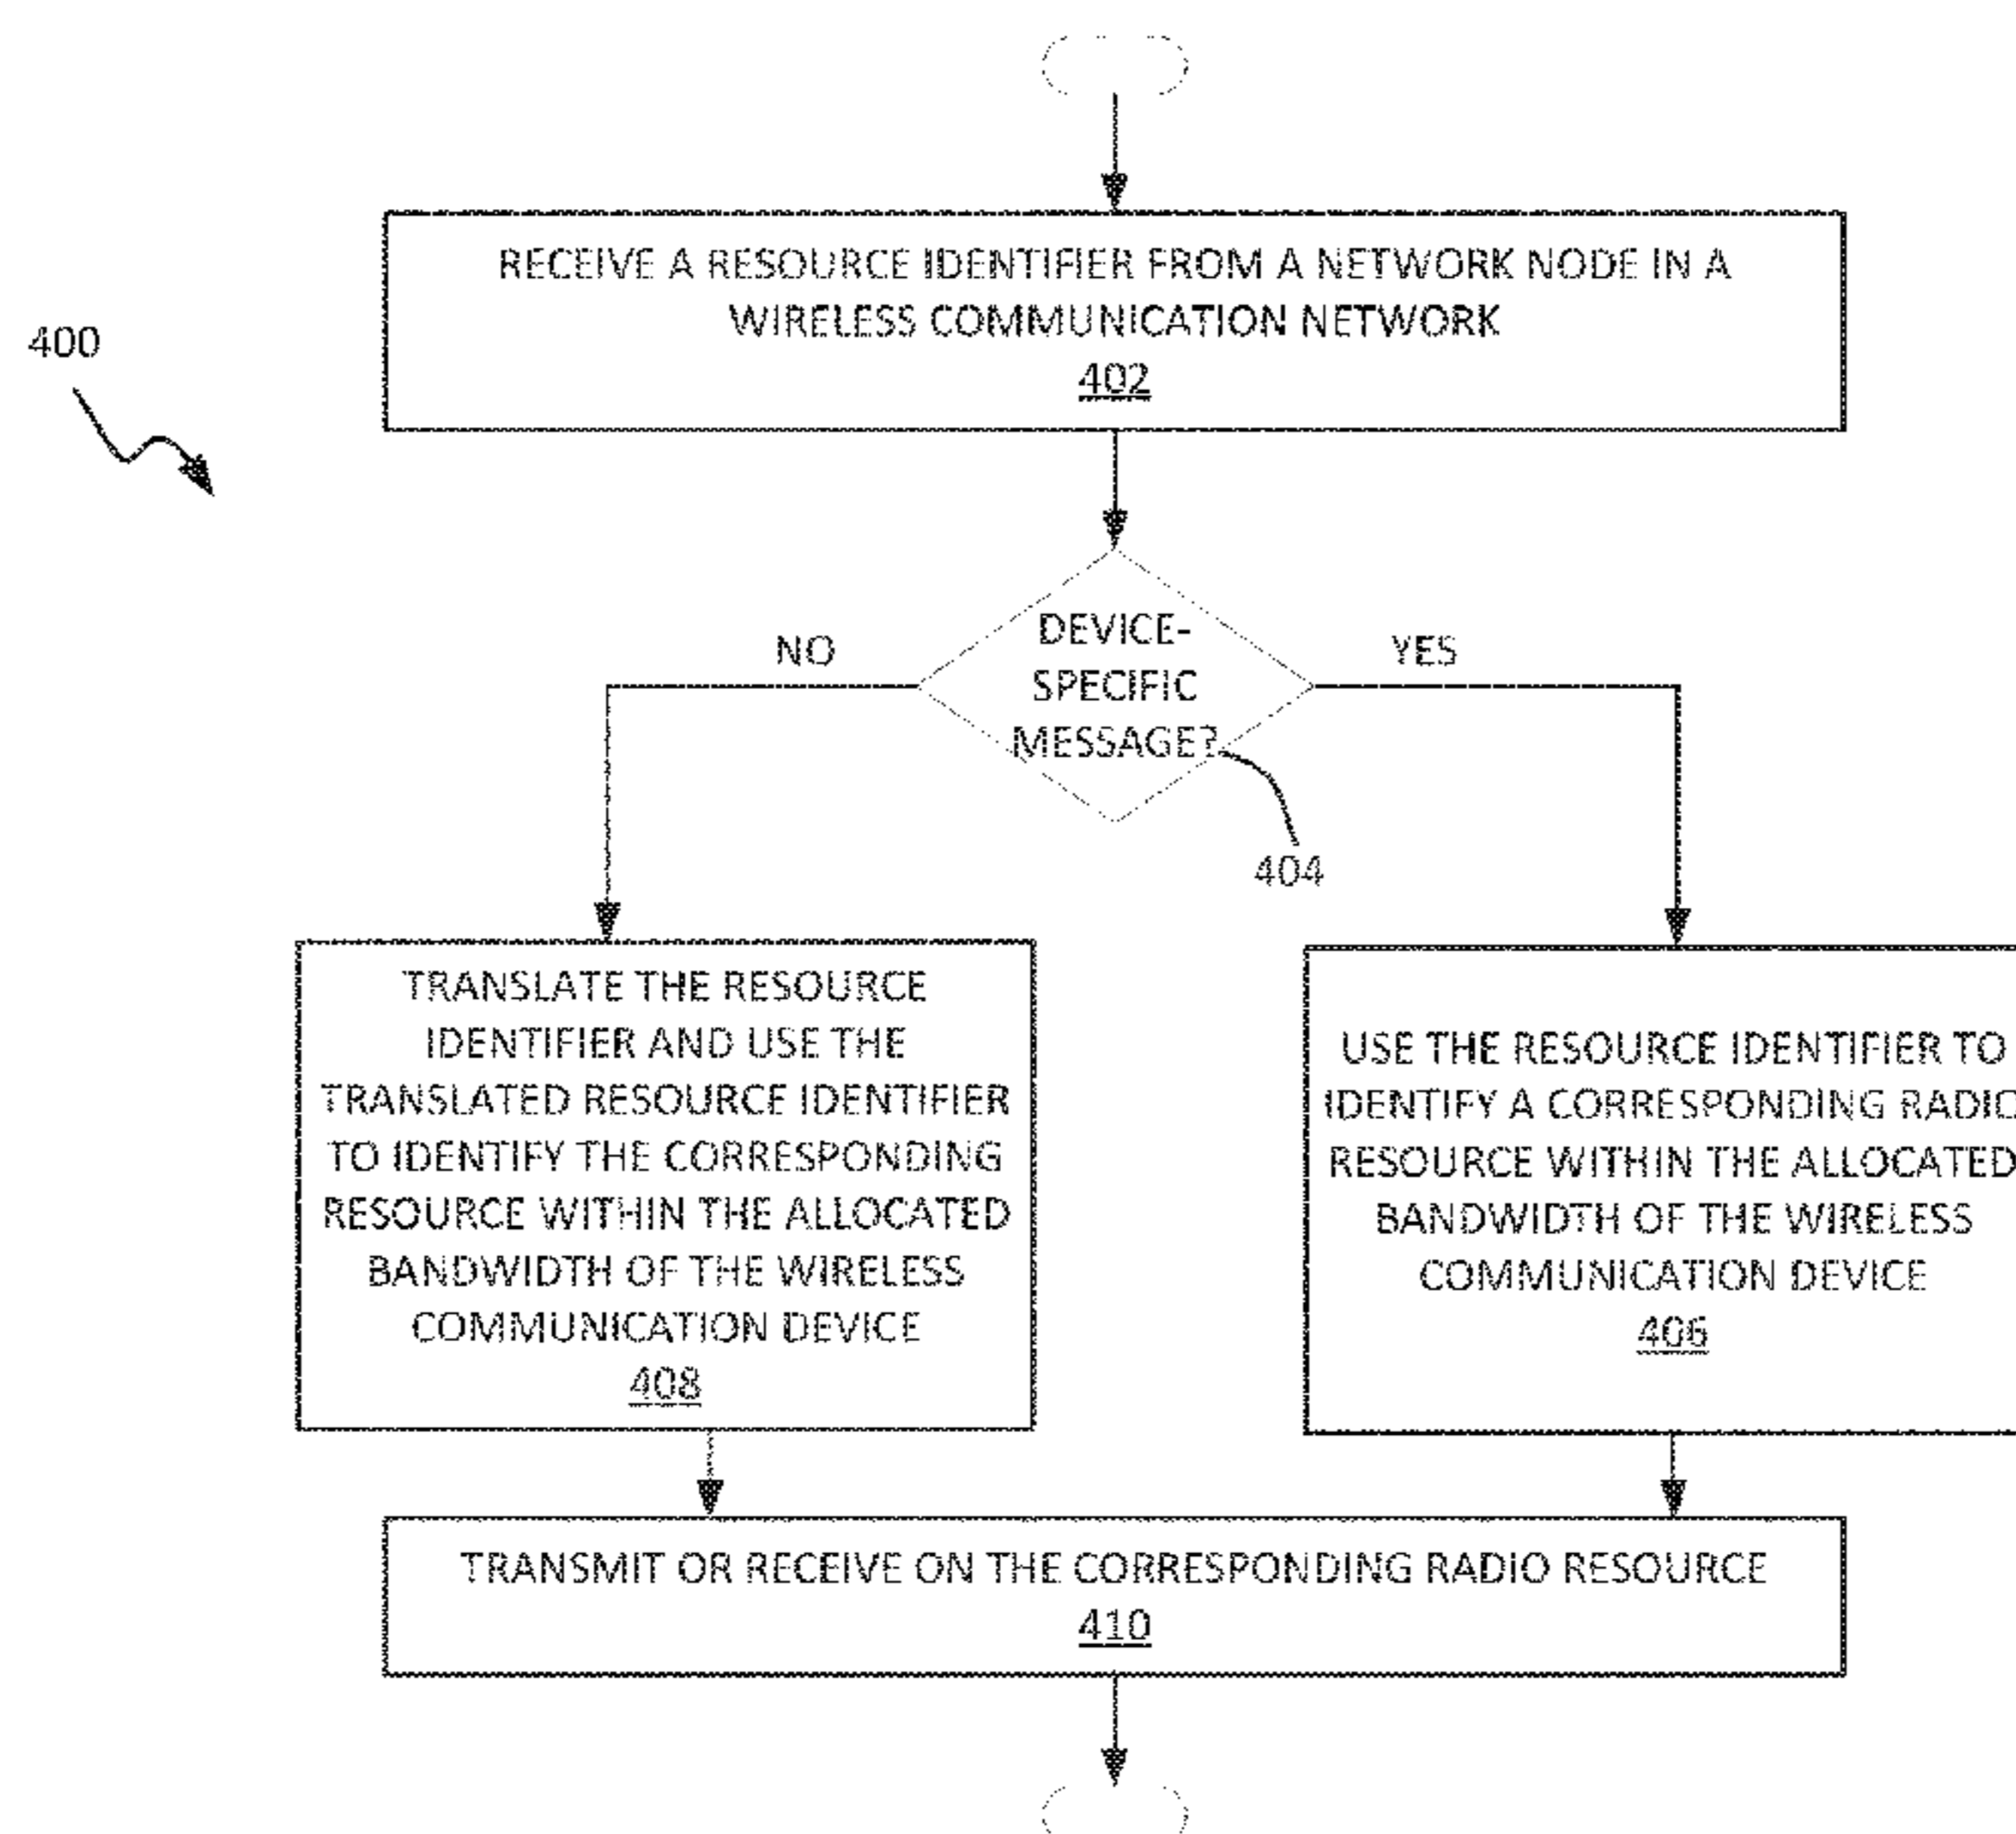 RECEIVE A RESOURCE IDENTIFIER FROM A NETWORK NODE IN A
WIRELESS COMMUNICATION NETWORK
402
400
DEVICE-
SPECIFIC
MESSAGE?
NO
YES
404
TRANSLATE THE RESOURCE
IDENTIFIER AND USE THE
TRANSLATED RESOURCE IDENTIFIER
TO IDENTIFY THE CORRESPONDING
RESOURCE WITHIN THE ALLOCATED
BANDWIDTH OF THE WIRELESS
COMMUNICATION DEVICE
408
USE THE RESOURCE IDENTIFIER TO
IDENTIFY A CORRESPONDING RADIO
RESOURCE WITHIN THE ALLOCATED
BANDWIDTH OF THE WIRELESS
COMMUNICATION DEVICE
406
TRANSMIT OR RECEIVE ON THE CORRESPONDING RADIO RESOURCE
410